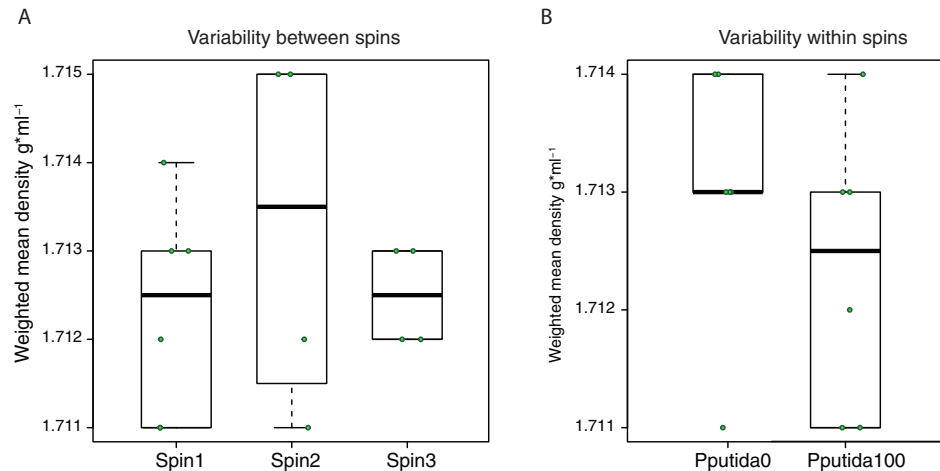 A
Variability between spins
Weighted mean density g*ml⁻¹
1.715
1.714
1.713
1.712
1.711
Spin1 Spin2 Spin3
B
Variability within spins
Weighted mean density g*ml⁻¹
1.714
1.713
1.712
1.711
Pputida0 Pputida100